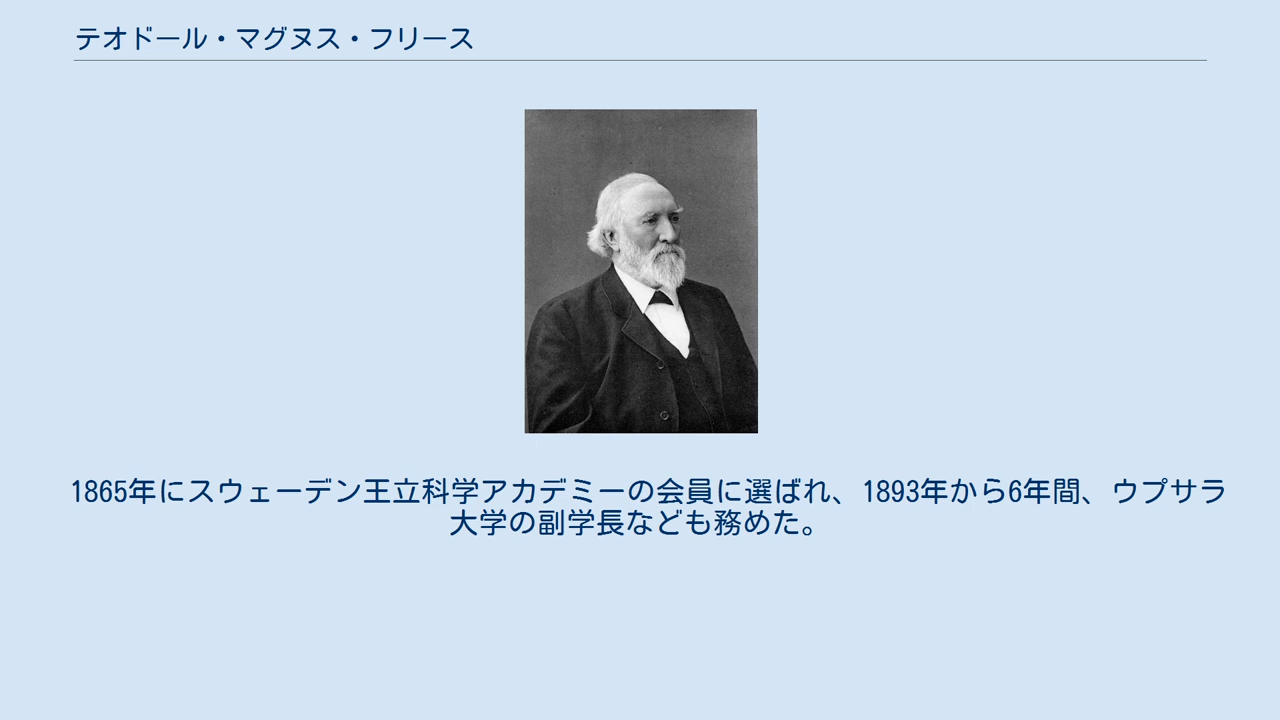 テオドール・マグヌス・フリース
1865年にスウェーデン王立科学アカデミーの会員に選ばれ、1893年から6年間、ウプサラ
大学の副学長なども務めた。